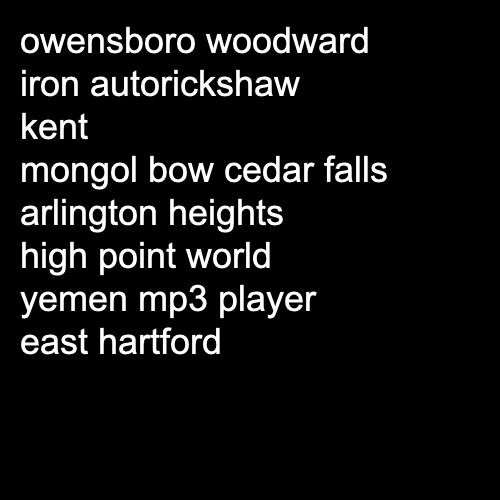 owensboro woodward
iron autorickshaw
kent
mongol bow cedar falls
arlington heights
high point world
yemen mp3 player
east hartford